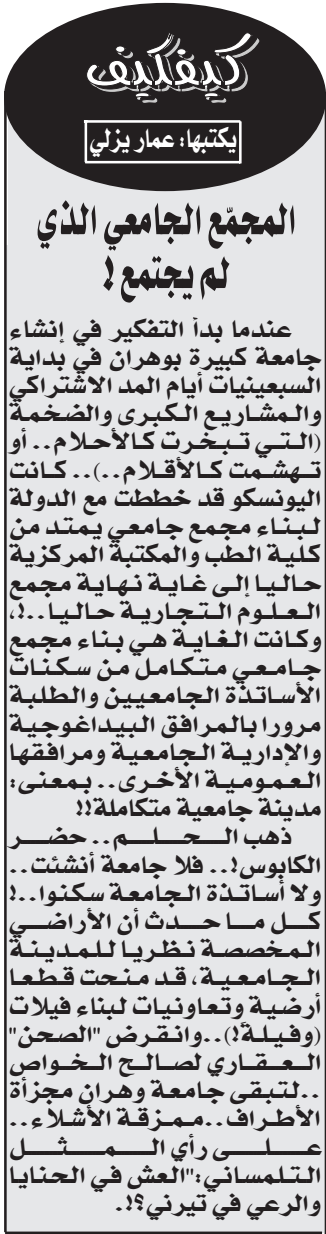 كيفكيف
يكتبها: عمار يزلي
المجمّع الجامعي الذي
لم يجتمع!
عندما بدأ التفكير في إنشاء
جامعة كبيرة بوهران في بداية
السبعينيات أيام المد الاشتراكي
والمشاريع الكبرى والضخمة
(التي تبخرت كالأحلام.. أو
تهشمت كالأقلام..).. كانت
اليونسكو قد خططت مع الدولة
لبناء مجمع جامعي يمتد من
كلية الطب والمكتبة المركزية
حاليا إلى غاية نهاية مجمع
العلوم التجارية حاليا..!،
وكانت الغاية هي بناء مجمع
جامعي متكامل من سكنات
الأساتذة الجامعيين والطلبة
مرورا بالمرافق البيداغوجية
والإدارية الجامعية ومرافقها
العمومية الأخرى.. بمعنى:
مدينة جامعية متكاملة!!
ذهب الحلم.. حضر
الكابوس!.. فلا جامعة أنشئت..
ولا أساتذة الجامعة سكنوا..!
كل ما حدث أن الأراضي
المخصصة نظريا للمدينة
الجامعية، قد منحت قطعا
أرضية وتعاونيات لبناء فيلات
(وفيلة!)..وانقرض "الصحن"
العقاري لصالح الخواص
..لتبقى جامعة وهران مجزأة
الأطراف..ممزقة الأشلاء..
على رأي المثل
التلمساني:"العش في الحنايا
والرعي في تيرني؟!.